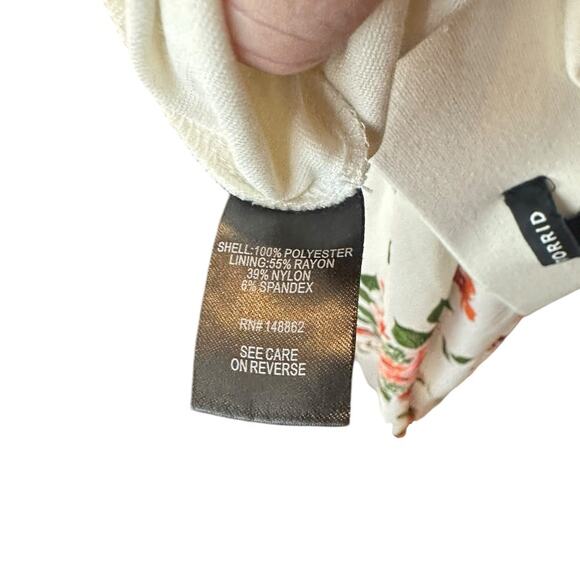 SHELL:100% POLYESTER
LINING:55% RAYON
39% NYLON
6% SPANDEX
RN# 148862
SEE CARE
ON REVERSE
ORRID